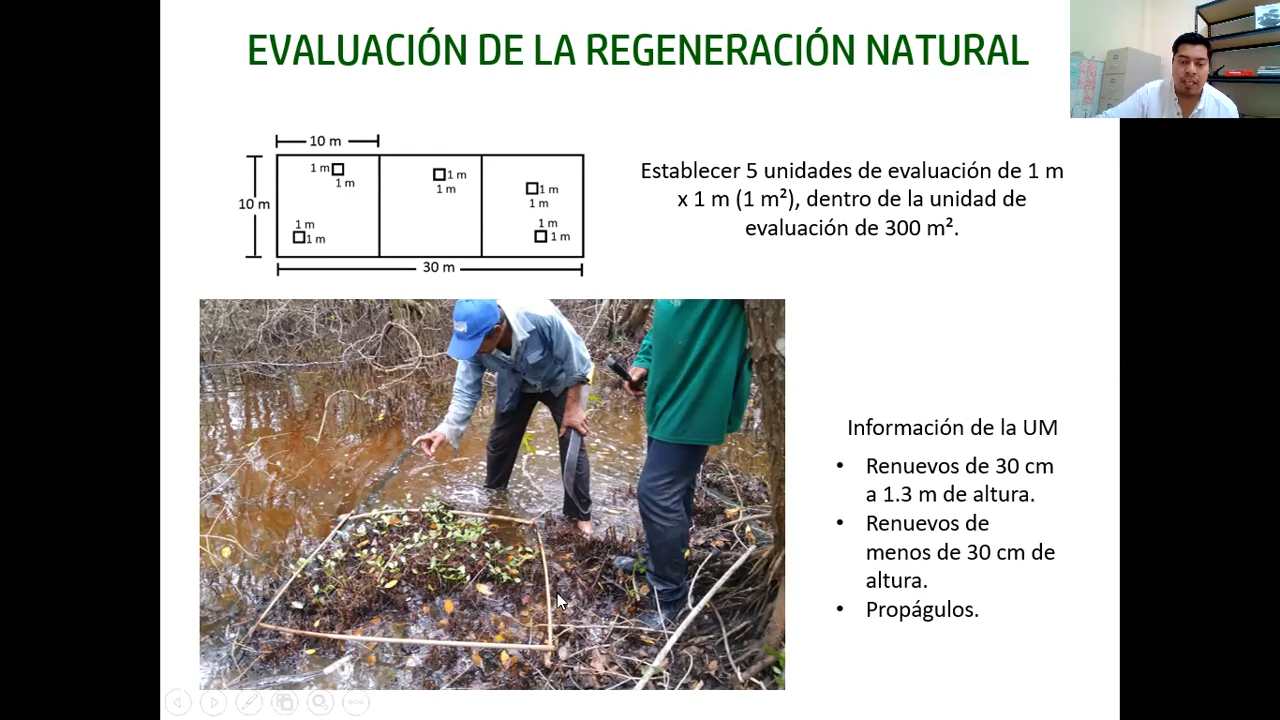 EVALUACIÓN DE LA REGENERACIÓN NATURAL
10 m
10 m
1 m
1 m
1 m
1 m
1 m
1 m
1 m
1 m
1 m
1 m
30 m
Establecer 5 unidades de evaluación de 1 m
x 1 m (1 m²), dentro de la unidad de
evaluación de 300 m².
Información de la UM
• Renuevos de 30 cm
a 1.3 m de altura.
• Renuevos de
menos de 30 cm de
altura.
• Propágulos.